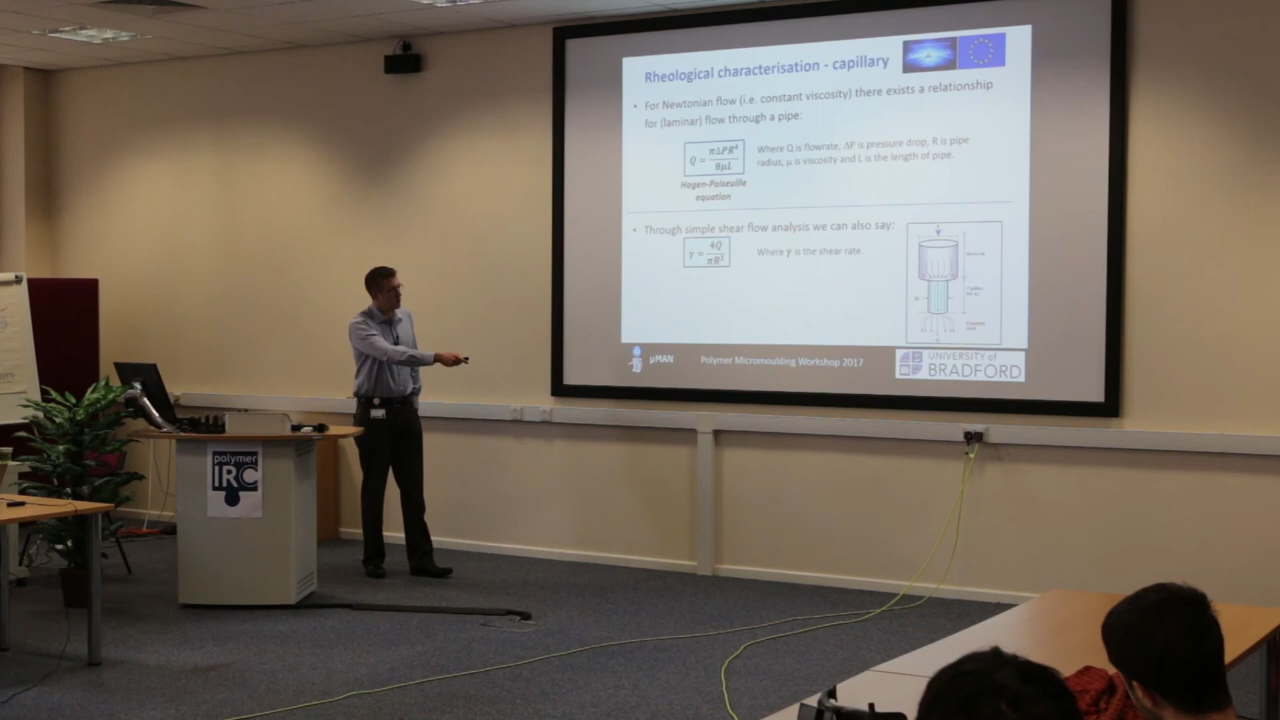 Rheological characterisation - capillary
• For Newtonian flow (i.e. constant viscosity) there exists a relationship
for (laminar) flow through a pipe:
Q = πΔPR⁴ / 8μL
Where Q is flowrate, ΔP is pressure drop, R is pipe
radius, μ is viscosity and L is the length of pipe.
Hagen-Poiseuille
equation
• Through simple shear flow analysis we can also say:
γ = 4Q / πR³
Where γ is the shear rate.
μMAN
Polymer Micromoulding Workshop 2017
UNIVERSITY of
BRADFORD
polymer
IRC